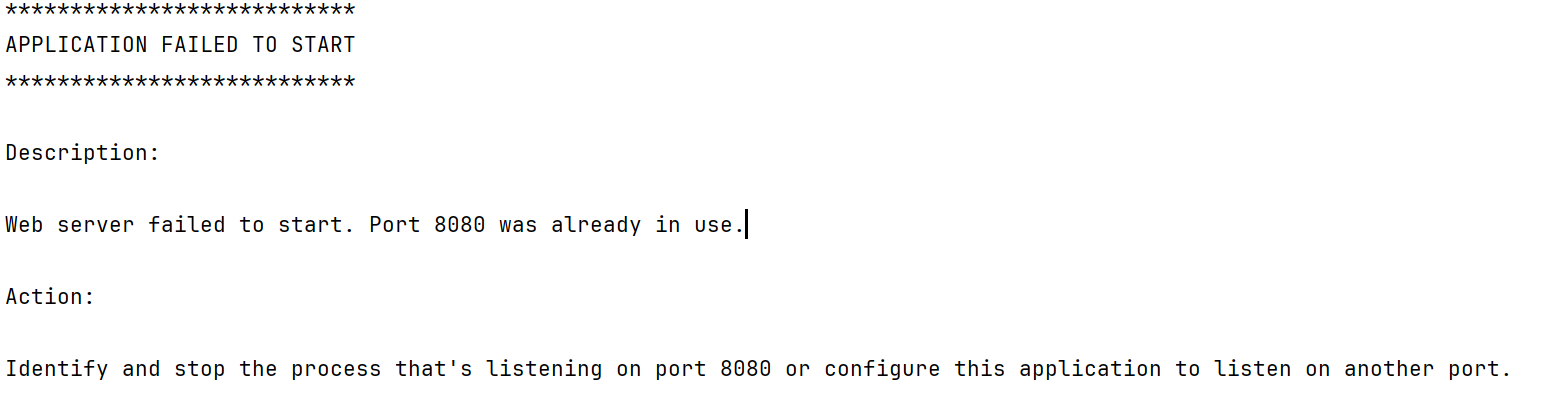 ***************************
APPLICATION FAILED TO START
***************************
Description:
Web server failed to start. Port 8080 was already in use.
Action:
Identify and stop the process that's listening on port 8080 or configure this application to listen on another port.